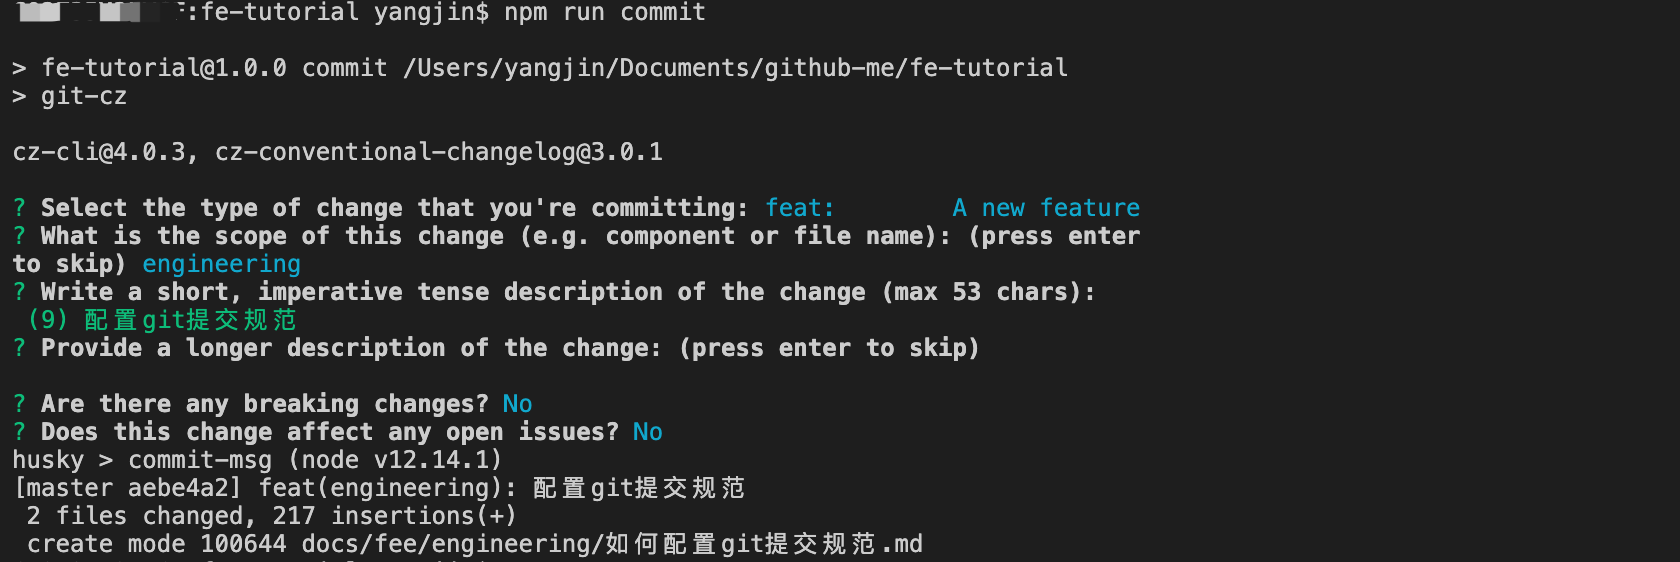 :fe-tutorial yangjin$ npm run commit
> fe-tutorial@1.0.0 commit /Users/yangjin/Documents/github-me/fe-tutorial
> git-cz
cz-cli@4.0.3, cz-conventional-changelog@3.0.1
? Select the type of change that you're committing: feat:        A new feature
? What is the scope of this change (e.g. component or file name): (press enter
to skip) engineering
? Write a short, imperative tense description of the change (max 53 chars):
(9) 配置git提交规范
? Provide a longer description of the change: (press enter to skip)
? Are there any breaking changes? No
? Does this change affect any open issues? No
husky > commit-msg (node v12.14.1)
[master aebe4a2] feat(engineering): 配置git提交规范
2 files changed, 217 insertions(+)
create mode 100644 docs/fee/engineering/如何配置git提交规范.md